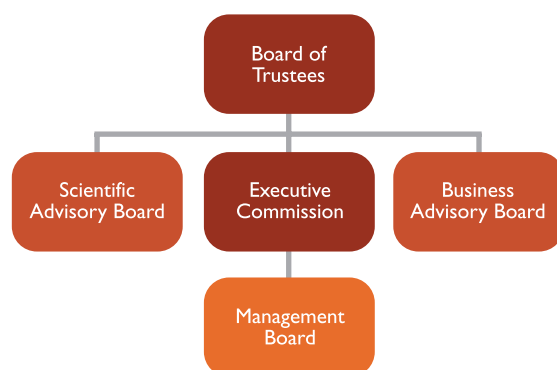 Board of
Trustees
Scientific
Advisory Board
Executive
Commission
Business
Advisory Board
Management
Board